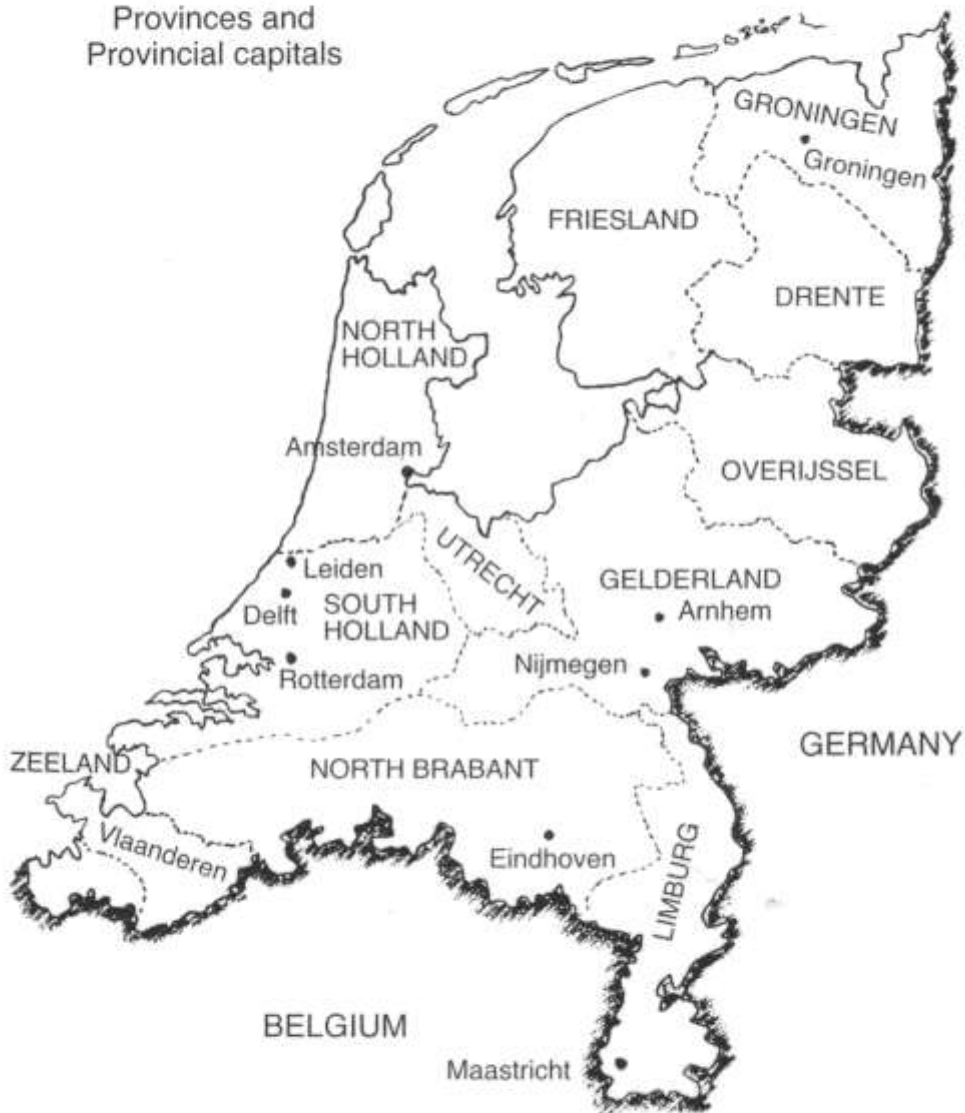 Provinces and
Provincial capitals
GRONINGEN
Groningen
FRIESLAND
DRENTE
NORTH
HOLLAND
Amsterdam
OVERIJSSEL
UTRECHT
Leiden
GELDERLAND
Delft
SOUTH
HOLLAND
Arnhem
Rotterdam
Nijmegen
ZEELAND
NORTH BRABANT
GERMANY
Vlaanderen
Eindhoven
LIMBURG
BELGIUM
Maastricht